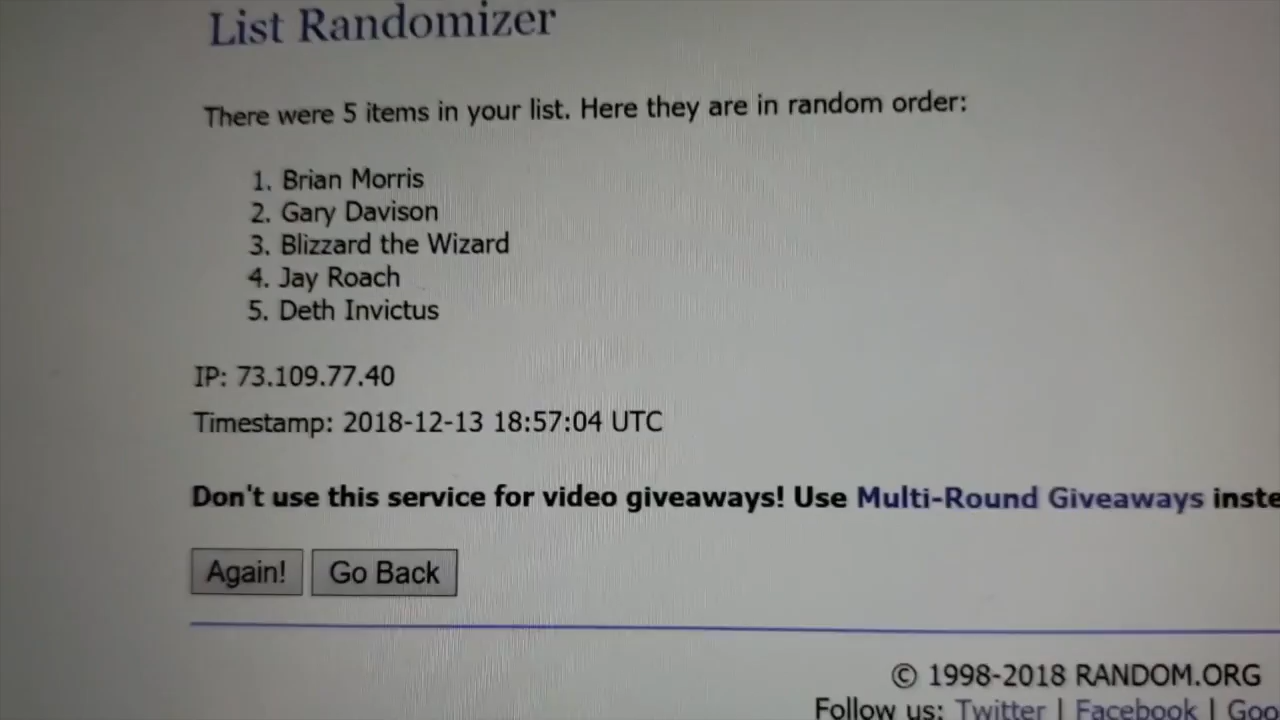 List Randomizer
There were 5 items in your list. Here they are in random order:
1. Brian Morris
2. Gary Davison
3. Blizzard the Wizard
4. Jay Roach
5. Deth Invictus
IP: 73.109.77.40
Timestamp: 2018-12-13 18:57:04 UTC
Don't use this service for video giveaways! Use Multi-Round Giveaways
Again! Go Back
© 1998-2018 RANDOM.ORG
Follow us: Twitter | Facebook |